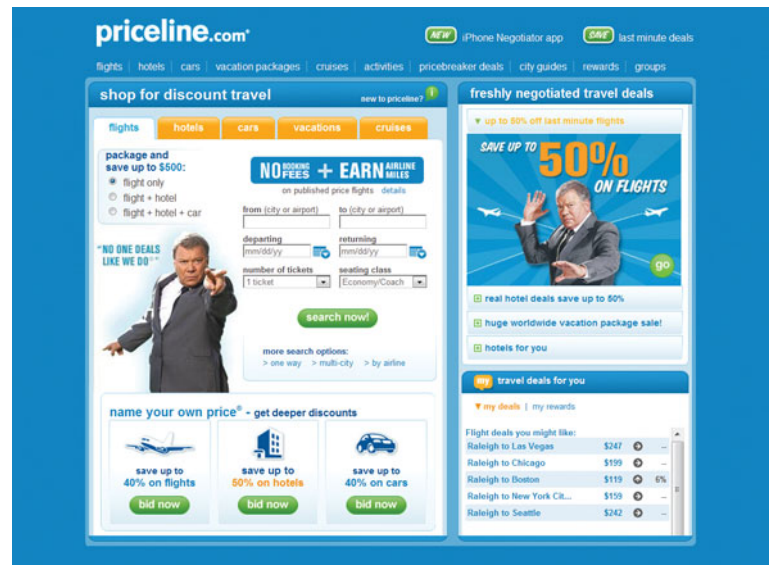 priceline.com
NEW iPhone Negotiator app SAVE last minute deals
flights hotels cars vacation packages cruises activities pricebreaker deals city guides rewards groups
shop for discount travel
new to priceline? i
flights hotels cars vacations cruises
package and
save up to $500:
flight only
flight + hotel
flight + hotel + car
NO BOOKING FEES + EARN AIRLINE MILES
on published price flights details
from (city or airport) to (city or airport)
departing returning
mm/dd/yy mm/dd/yy
number of tickets seating class
1 ticket Economy/Coach
search now!
more search options:
> one way > multi-city > by airline
"NO ONE DEALS
LIKE WE DO"
name your own price® - get deeper discounts
save up to
40% on flights
bid now
save up to
50% on hotels
bid now
save up to
40% on cars
bid now
freshly negotiated travel deals
up to 50% off last minute flights
SAVE UP TO
50%
ON FLIGHTS
go
real hotel deals save up to 50%
huge worldwide vacation package sale!
hotels for you
my travel deals for you
my deals | my rewards
Flight deals you might like:
Raleigh to Las Vegas $247 --
Raleigh to Chicago $199 --
Raleigh to Boston $119 6%
Raleigh to New York Cit... $159 --
Raleigh to Seattle $242 --